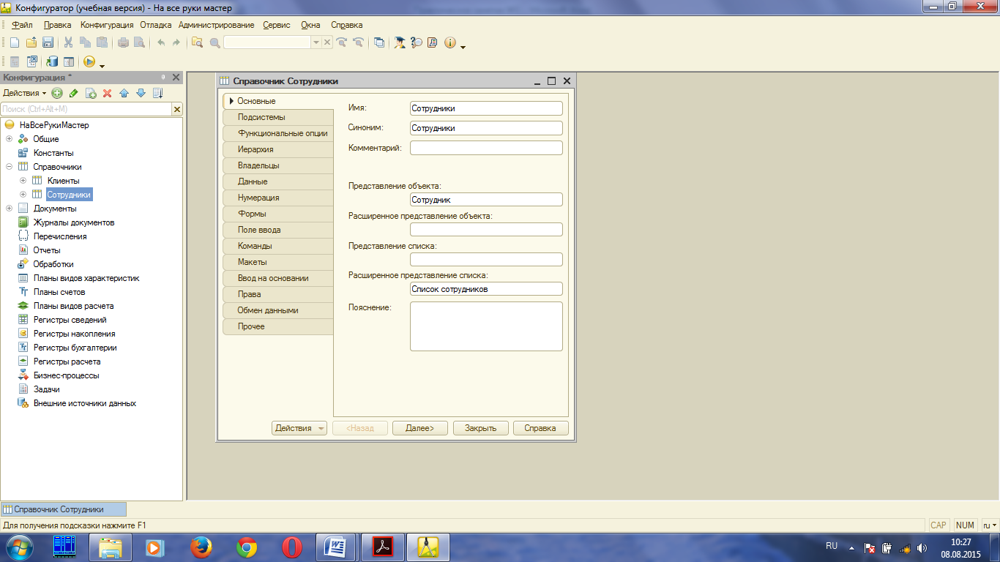 Конфигуратор (учебная версия) - На все руки мастер
Файл Правка Конфигурация Отладка Администрирование Сервис Окна Справка
Конфигурация *
Действия
Поиск (Ctrl+Alt+M)
НаВсеРукиМастер
Общие
Константы
Справочники
Клиенты
Сотрудники
Документы
Журналы документов
Перечисления
Отчеты
Обработки
Планы видов характеристик
Планы счетов
Планы видов расчета
Регистры сведений
Регистры накопления
Регистры бухгалтерии
Регистры расчета
Бизнес-процессы
Задачи
Внешние источники данных
Справочник Сотрудники
Основные
Подсистемы
Функциональные опции
Иерархия
Владельцы
Данные
Нумерация
Формы
Поле ввода
Команды
Макеты
Ввод на основании
Права
Обмен данными
Прочее
Имя: Сотрудники
Синоним: Сотрудники
Комментарий:
Представление объекта:
Сотрудник
Расширенное представление объекта:
Представление списка:
Расширенное представление списка:
Список сотрудников
Пояснение:
Действия <Назад Далее> Закрыть Справка
Справочник Сотрудники
Для получения подсказки нажмите F1
CAP NUM ru
RU
10:27
08.08.2015